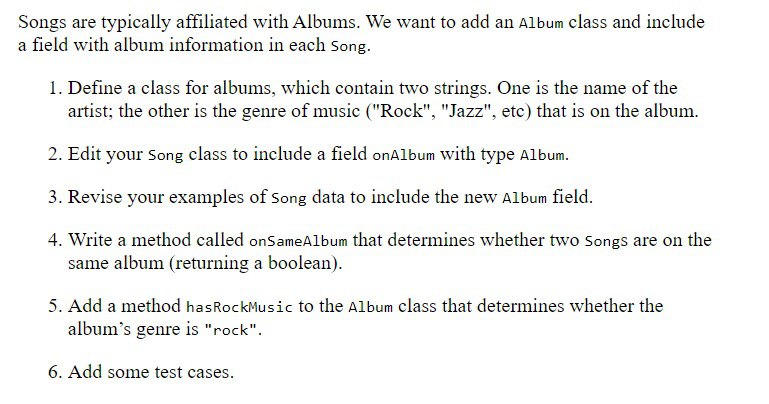 Songs are typically affiliated with Albums. We want to add an Album class and include
a field with album information in each Song.
1. Define a class for albums, which contain two strings. One is the name of the
artist; the other is the genre of music ("Rock", "Jazz", etc) that is on the album.
2. Edit your Song class to include a field onAlbum with type Album.
3. Revise your examples of Song data to include the new Album field.
4. Write a method called onSameAlbum that determines whether two Songs are on the
same album (returning a boolean).
5. Add a method hasRockMusic to the Album class that determines whether the
album’s genre is "rock".
6. Add some test cases.